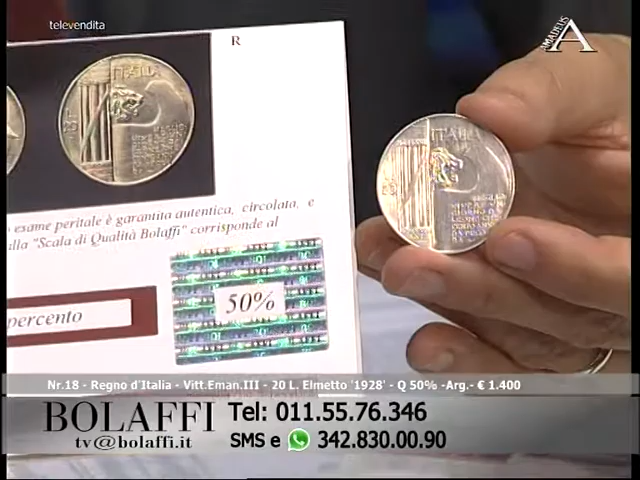 televendita
AMADEUS
A
R
ITALIA
ITALIA
esame peritale è garantita autentica, circolata, e
alla "Scala di Qualità Bolaffi" corrisponde al
50%
percento
Nr.18 - Regno d'Italia - Vitt.Eman.III - 20 L. Elmetto '1928' - Q 50% -Arg.- € 1.400
BOLAFFI
tv@bolaffi.it
Tel: 011.55.76.346
SMS e 342.830.00.90